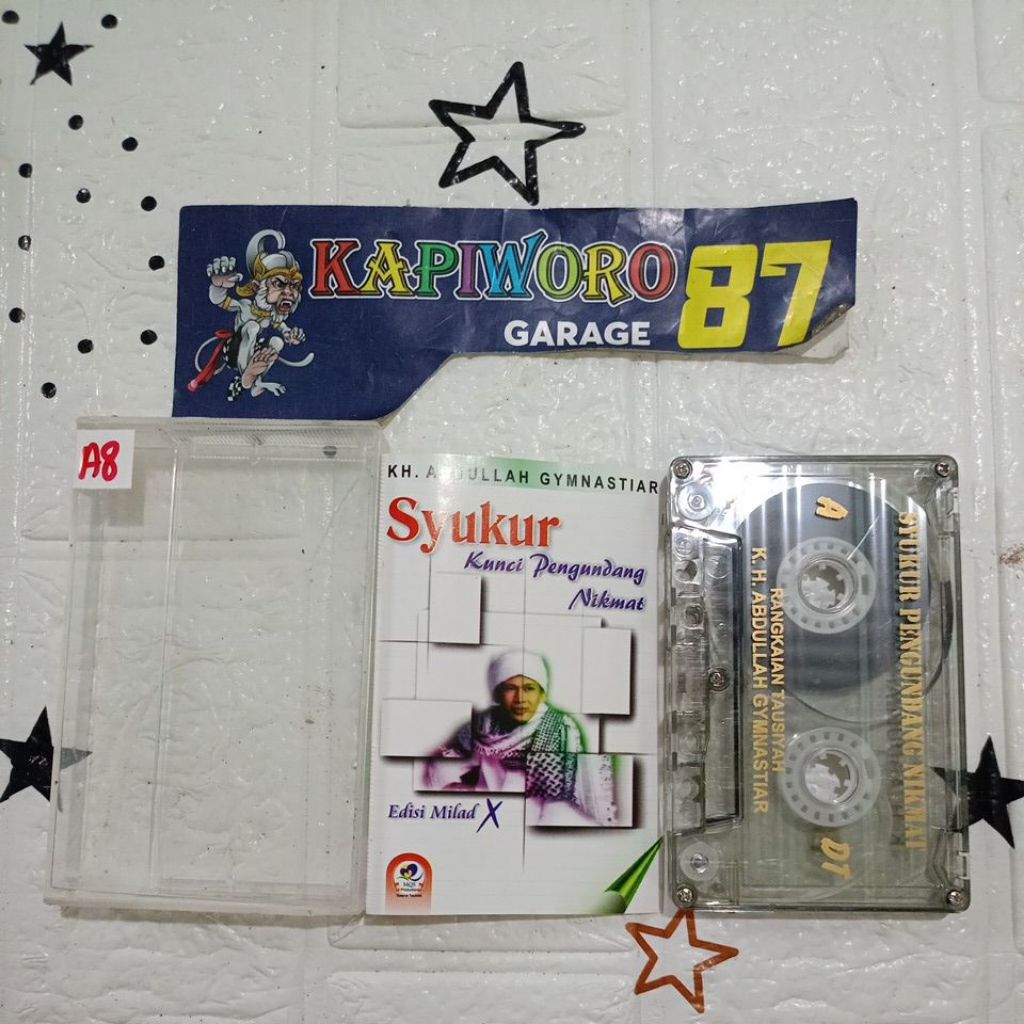 KAPIWORO 87
GARAGE
A8
KH. ABDULLAH GYMNASTIAR
Syukur
Kunci Pengundang
Nikmat
Edisi Milad X
MQS
A
SYUKUR PENGUNDANG NIKMAT
RANGKAIAN TAUSIYAH
K. H. ABDULLAH GYMNASTIAR
DT